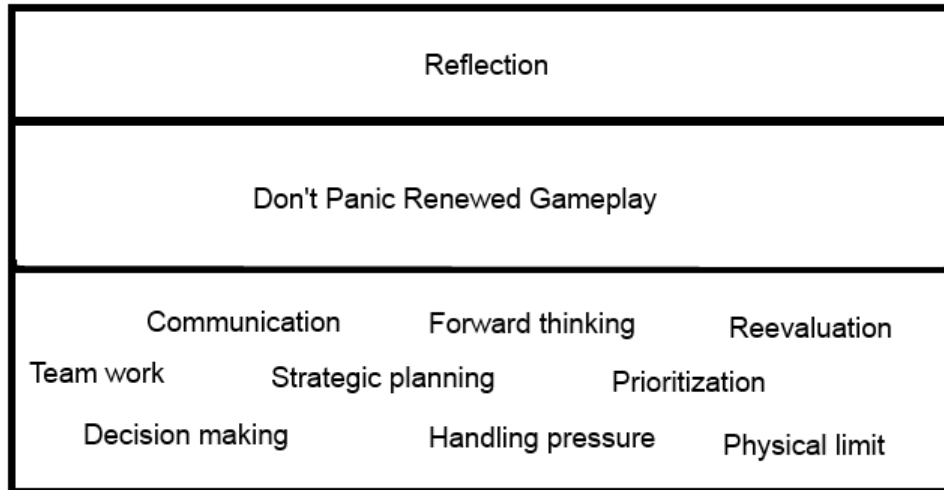 Reflection
Don't Panic Renewed Gameplay
Communication Forward thinking Reevaluation
Team work Strategic planning Prioritization
Decision making Handling pressure Physical limit